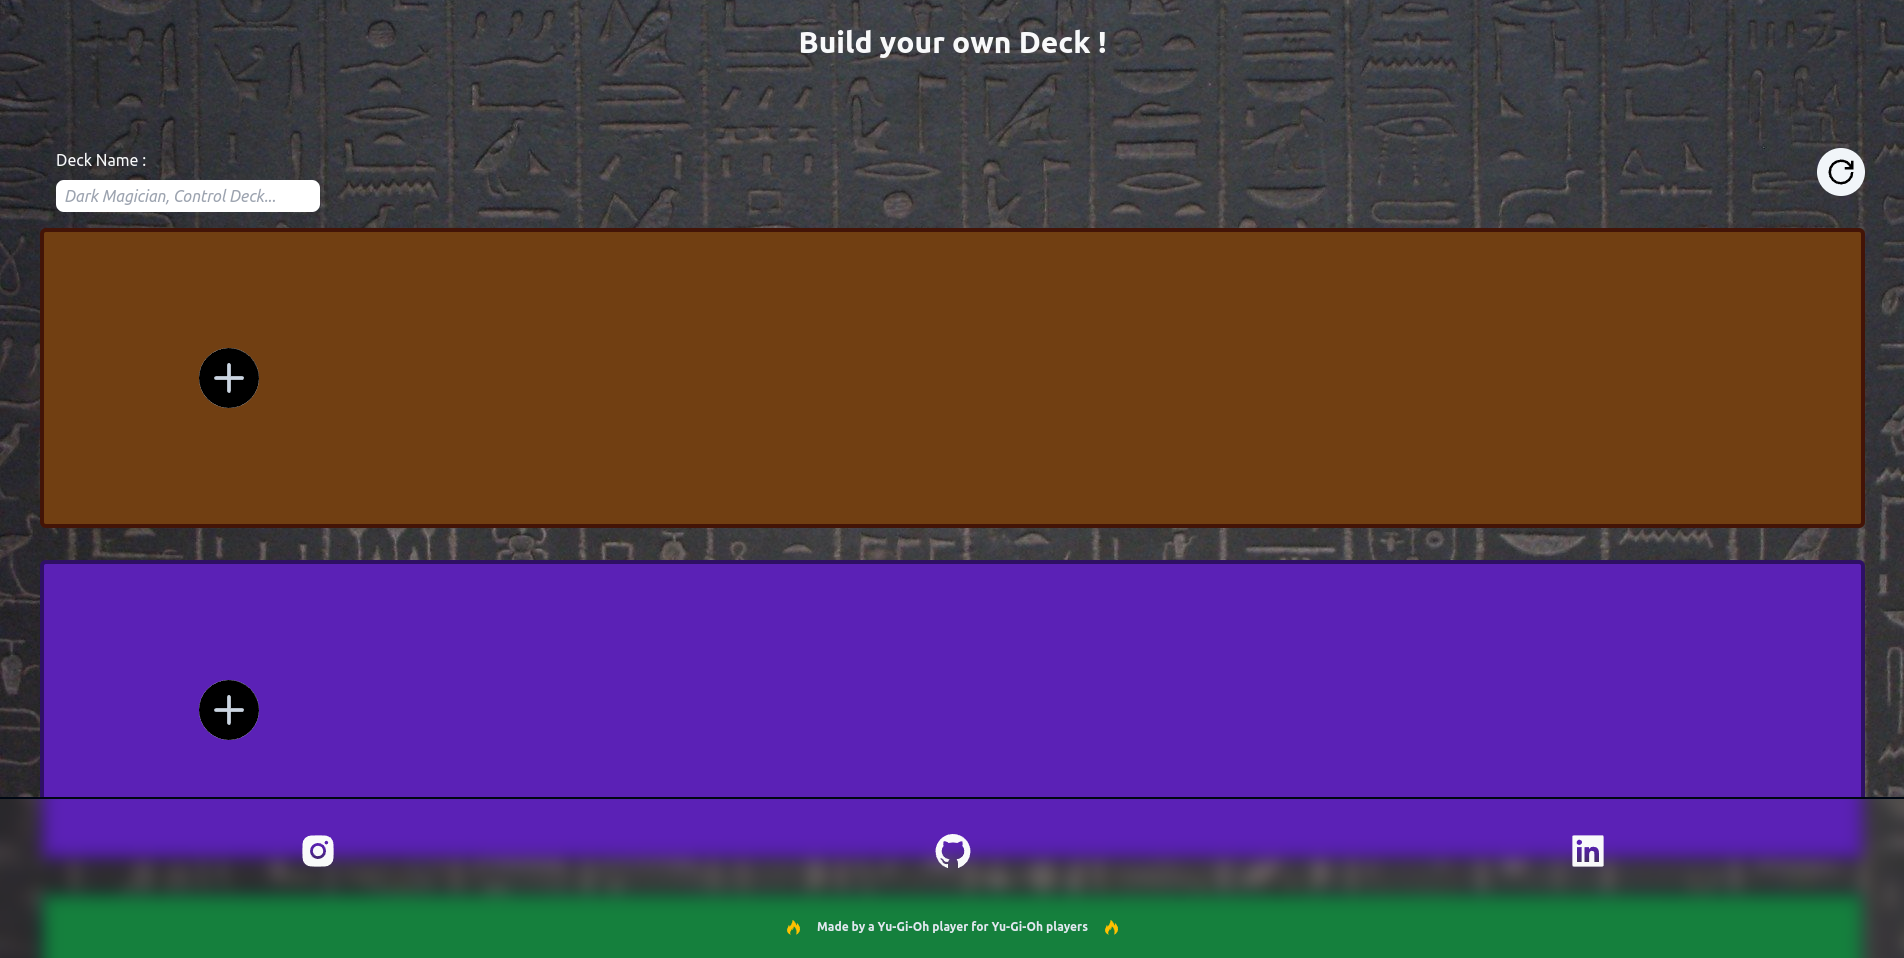 Build your own Deck !
Deck Name :
Dark Magician, Control Deck...
Made by a Yu-Gi-Oh player for Yu-Gi-Oh players